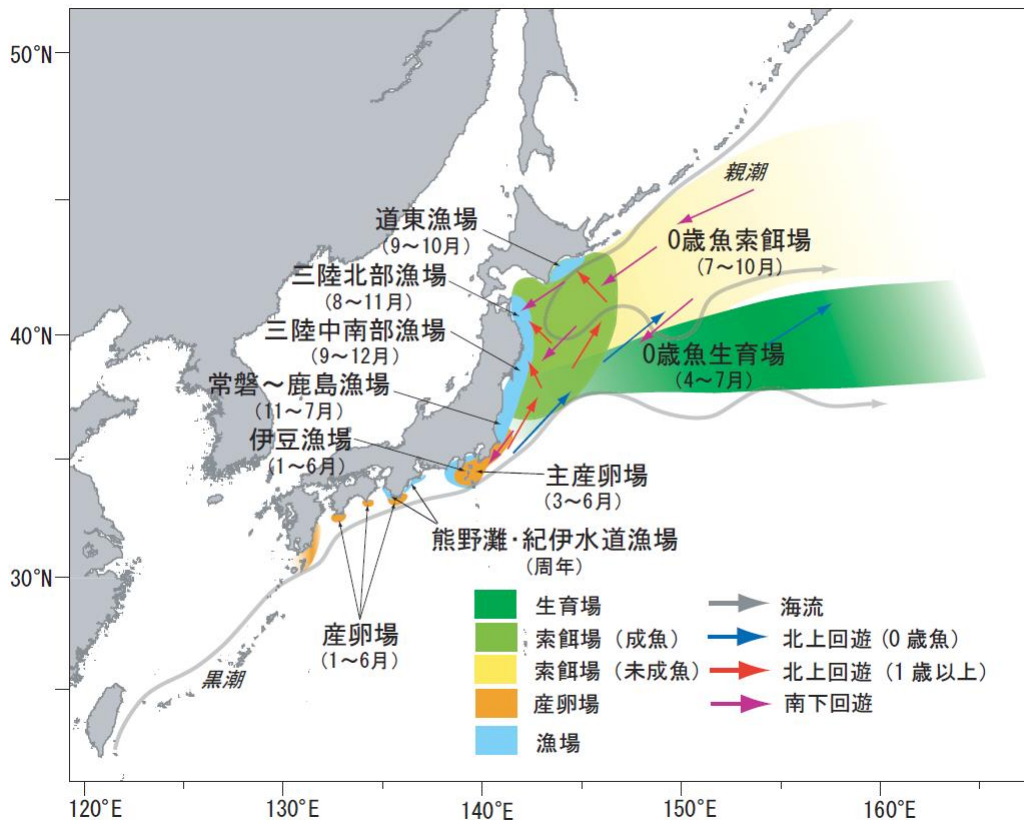 50°N
40°N
30°N
120°E
130°E
140°E
150°E
160°E
親潮
道東漁場
(9〜10月)
三陸北部漁場
(8〜11月)
三陸中南部漁場
(9〜12月)
常磐〜鹿島漁場
(11〜7月)
伊豆漁場
(1〜6月)
0歳魚索餌場
(7〜10月)
0歳魚生育場
(4〜7月)
主産卵場
(3〜6月)
熊野灘・紀伊水道漁場
(周年)
産卵場
(1〜6月)
黒潮
生育場
索餌場（成魚）
索餌場（未成魚）
産卵場
漁場
海流
北上回遊（0歳魚）
北上回遊（1歳以上）
南下回遊